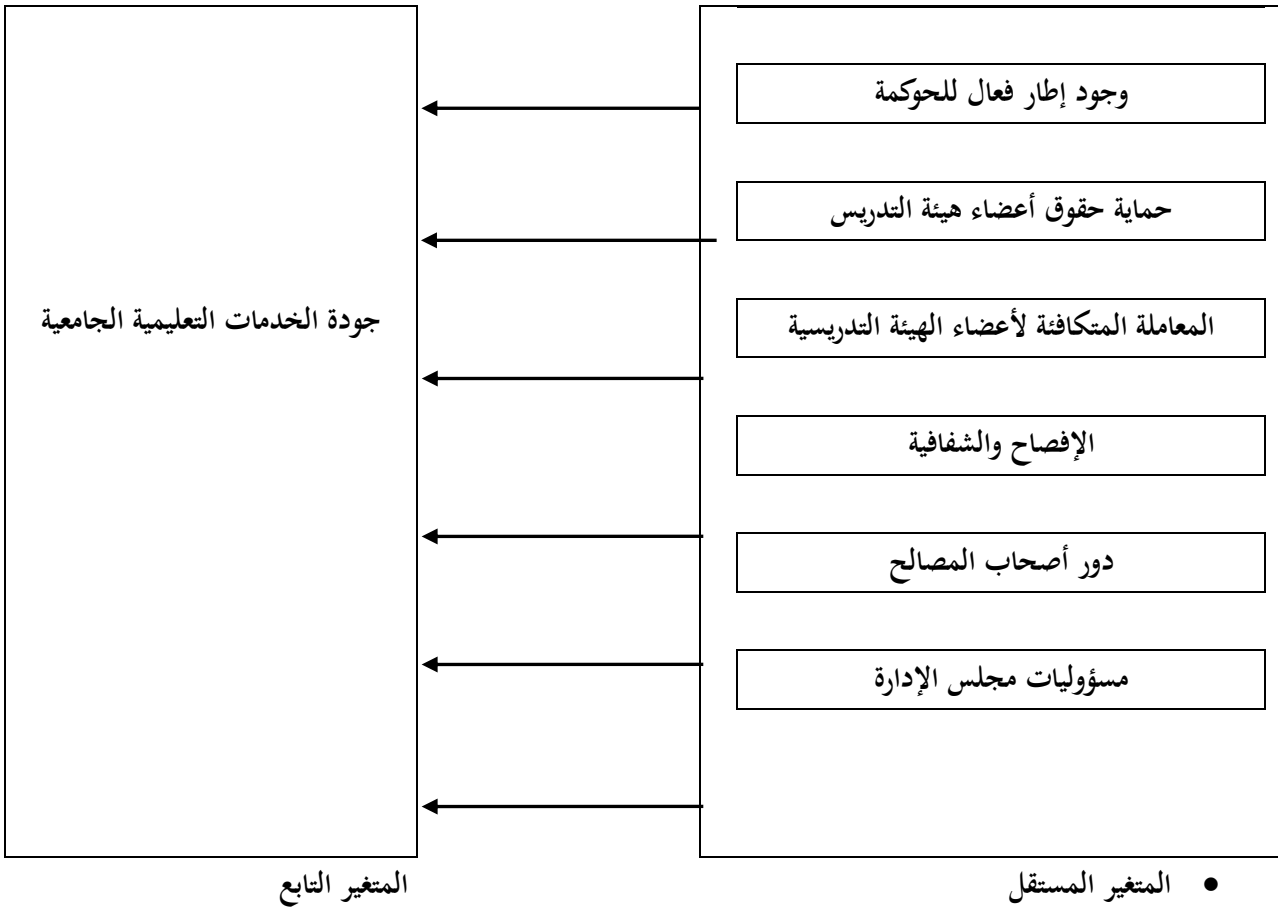 وجود إطار فعال للحوكمة
حماية حقوق أعضاء هيئة التدريس
المعاملة المتكافئة لأعضاء الهيئة التدريسية
جودة الخدمات التعليمية الجامعية
الإفصاح والشفافية
دور أصحاب المصالح
مسؤوليات مجلس الإدارة
• المتغير المستقل
المتغير التابع